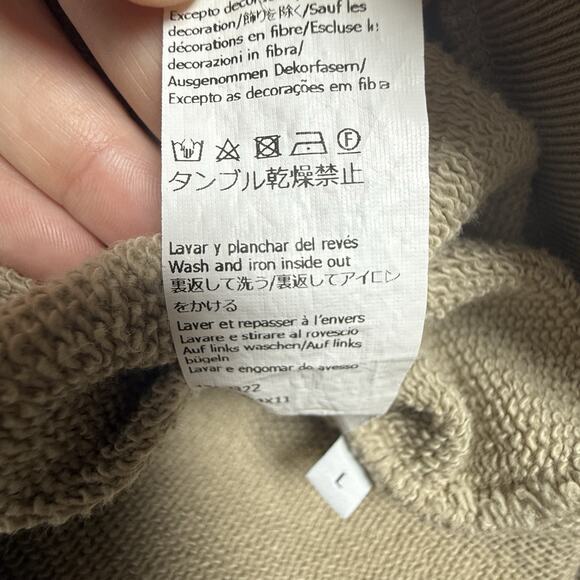 Excepto
decoration/飾りを除く/Sauf les
décorations en fibre/Escluse
decorazioni in fibra/
Ausgenommen Dekorfasern/
Excepto as decorações em fibra
F
タンブル乾燥禁止
Lavar y planchar del revés
Wash and iron inside out
裏返して洗う/裏返してアイロン
をかける
Laver et repasser à l'envers
Lavare e stirare al rovescio
Auf links waschen/Auf links
bügeln
Lavar e engomar do avesso
L